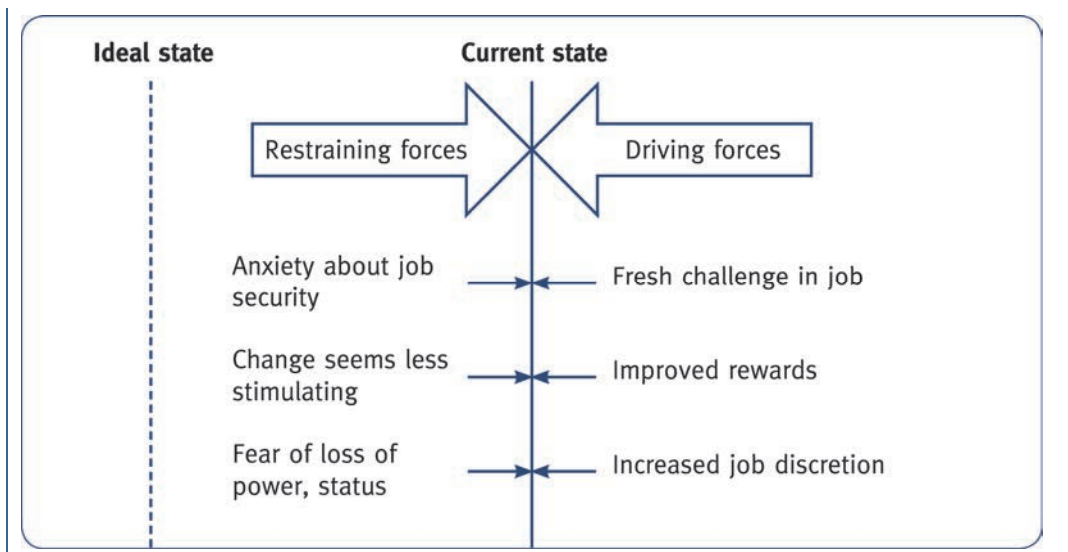 Ideal state
Current state
Restraining forces
Driving forces
Anxiety about job
security
Fresh challenge in job
Change seems less
stimulating
Improved rewards
Fear of loss of
power, status
Increased job discretion